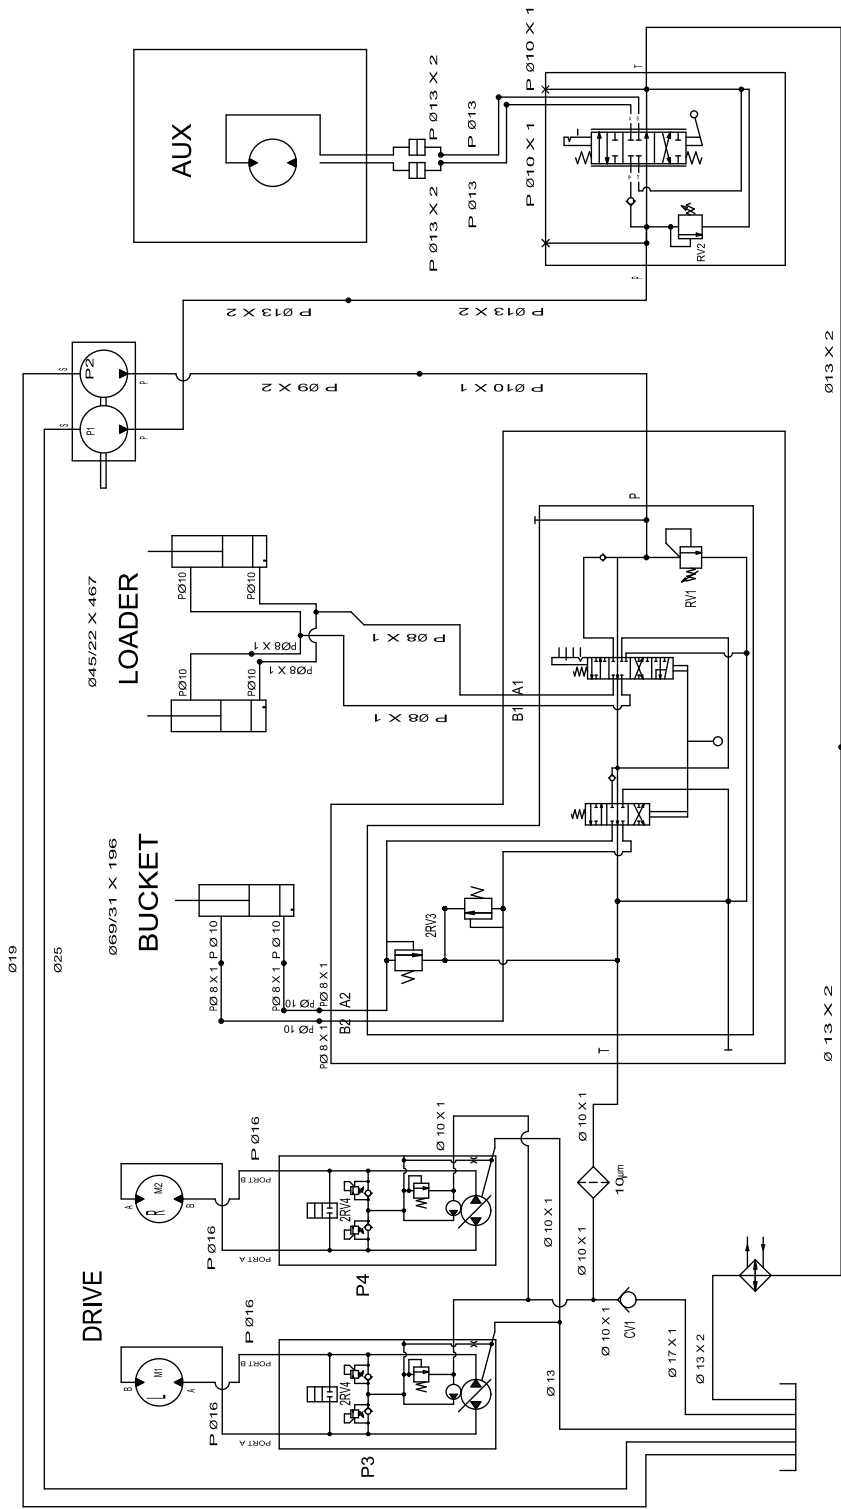 AUX
P Ø13 X 2
P Ø13 X 2
P Ø13
P Ø13
P Ø10 X 1
P Ø10 X 1
T
A
B
P
T
RV2
P
P Ø13 X 2
P Ø13 X 2
Ø13 X 2
S
P2
P
S
P1
P
P Ø9 X 2
P Ø10 X 1
Ø45/22 X 467
LOADER
PØ10
PØ10
PØ10
PØ10
PØ8 X 1
PØ8 X 1
P Ø8 X 1
P Ø8 X 1
B1
A1
P
RV1
Ø69/31 X 196
BUCKET
PØ 8 X 1
P Ø 10
PØ 8 X 1
P Ø 10
PØ 10
PØ 10
PØ 8 X 1
PØ 8 X 1
A2
B2
2RV3
T
Ø19
Ø25
Ø 13 X 2
DRIVE
A
R
M2
B
P Ø16
P Ø16
PORT B
PORT A
2RV4
P4
B
L
M1
A
P Ø16
P Ø16
PORT B
PORT A
2RV4
P3
Ø 10 X 1
Ø 10 X 1
Ø 10 X 1
10µm
Ø 10 X 1
Ø 10 X 1
CV1
Ø 13
Ø 17 X 1
Ø 13 X 2